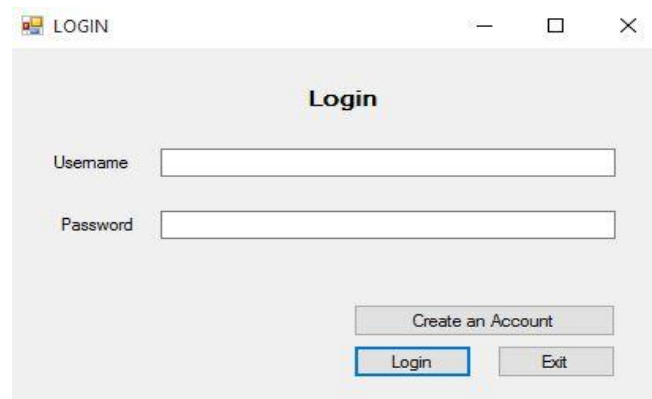 LOGIN
Login
Username
Password
Create an Account
Login Exit